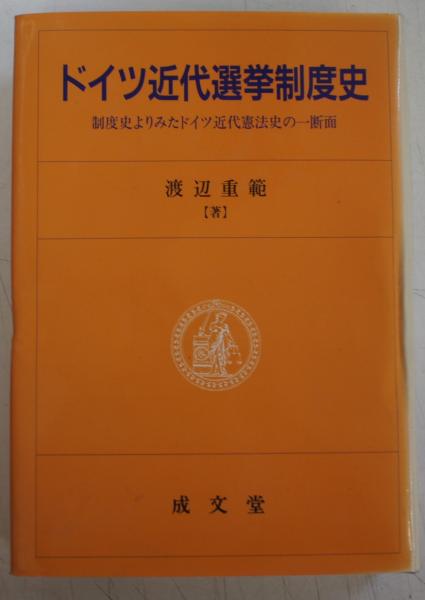 ドイツ近代選挙制度史
制度史よりみたドイツ近代憲法史の一断面
渡辺重範
【著】
成文堂